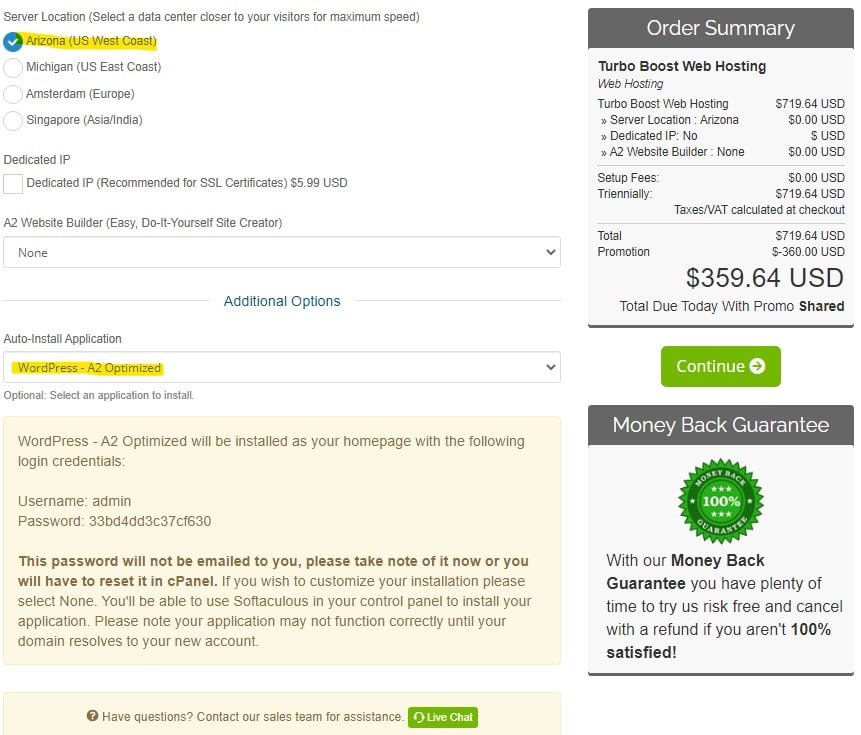 Server Location (Select a data center closer to your visitors for maximum speed)
Arizona (US West Coast)
Michigan (US East Coast)
Amsterdam (Europe)
Singapore (Asia/India)
Dedicated IP
Dedicated IP (Recommended for SSL Certificates) $5.99 USD
A2 Website Builder (Easy, Do-It-Yourself Site Creator)
None
Additional Options
Auto-Install Application
WordPress - A2 Optimized
Optional: Select an application to install.
WordPress - A2 Optimized will be installed as your homepage with the following
login credentials:
Username: admin
Password: 33bd4dd3c37cf630
This password will not be emailed to you, please take note of it now or you
will have to reset it in cPanel. If you wish to customize your installation please
select None. You'll be able to use Softaculous in your control panel to install your
application. Please note your application may not function correctly until your
domain resolves to your new account.
Have questions? Contact our sales team for assistance. Live Chat
Order Summary
Turbo Boost Web Hosting
Web Hosting
Turbo Boost Web Hosting $719.64 USD
» Server Location : Arizona $0.00 USD
» Dedicated IP: No $ USD
» A2 Website Builder : None $0.00 USD
Setup Fees: $0.00 USD
Triennially: $719.64 USD
Taxes/VAT calculated at checkout
Total $719.64 USD
Promotion $-360.00 USD
$359.64 USD
Total Due Today With Promo Shared
Continue
Money Back Guarantee
MONEY BACK
100%
GUARANTEE
With our Money Back
Guarantee you have plenty of
time to try us risk free and cancel
with a refund if you aren't 100%
satisfied!